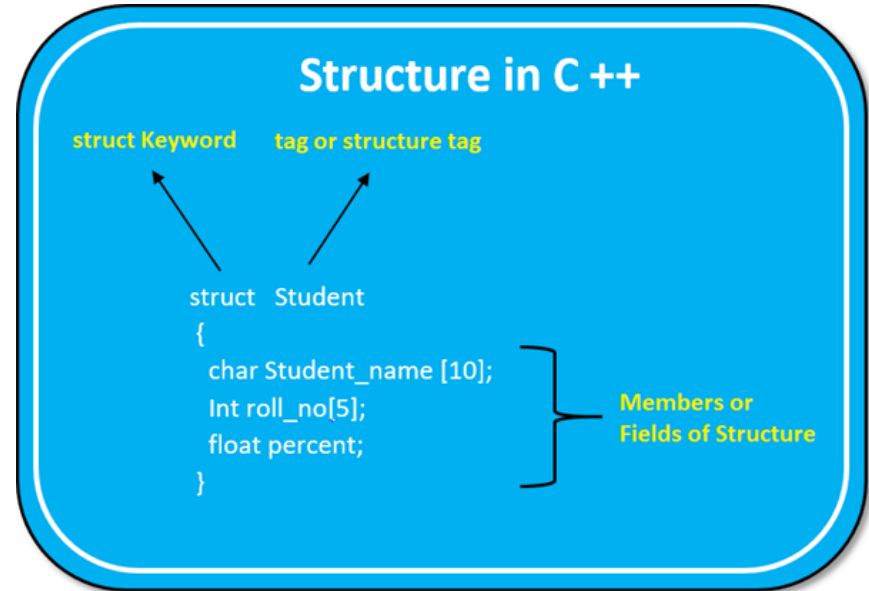 Structure in C ++
struct Keyword tag or structure tag
struct Student
{
char Student_name [10];
Int roll_no[5];
float percent;
}
Members or
Fields of Structure